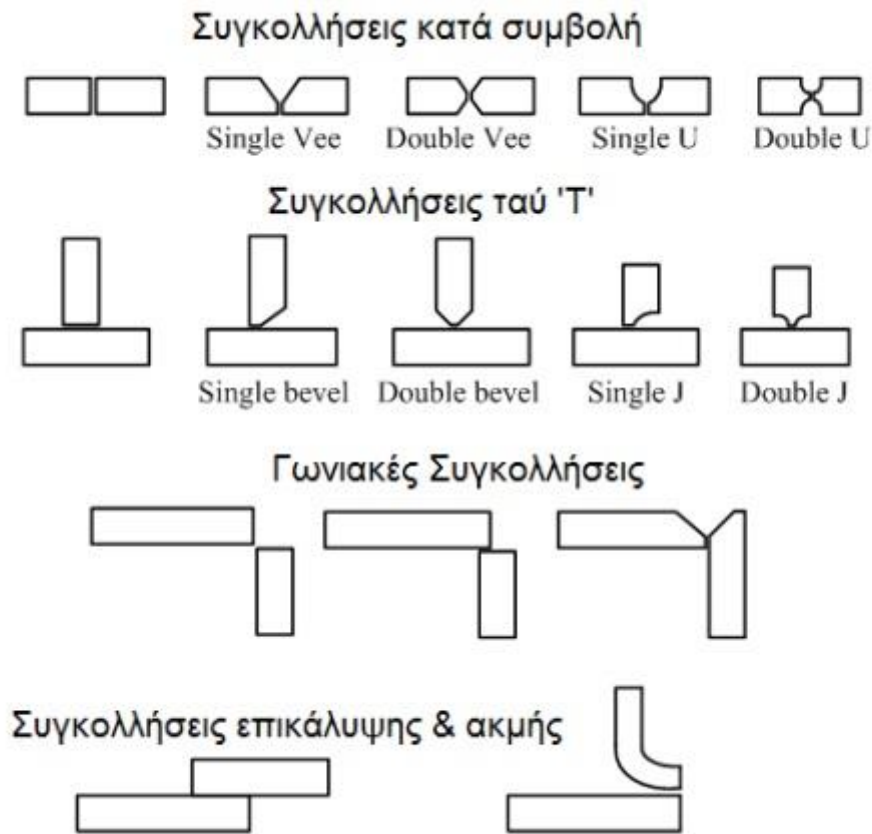 Συγκολλήσεις κατά συμβολή
Single Vee Double Vee Single U Double U
Συγκολλήσεις ταύ 'Τ'
Single bevel Double bevel Single J Double J
Γωνιακές Συγκολλήσεις
Συγκολλήσεις επικάλυψης & ακμής